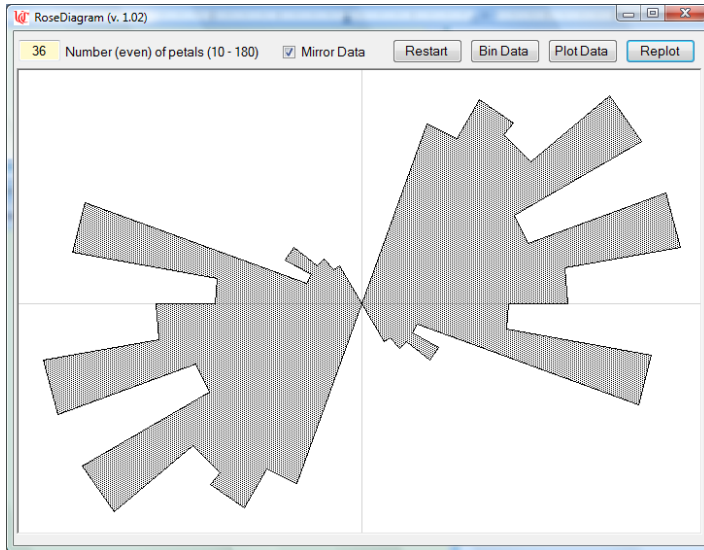 RoseDiagram (v. 1.02)
36 Number (even) of petals (10 - 180) Mirror Data Restart Bin Data Plot Data Replot